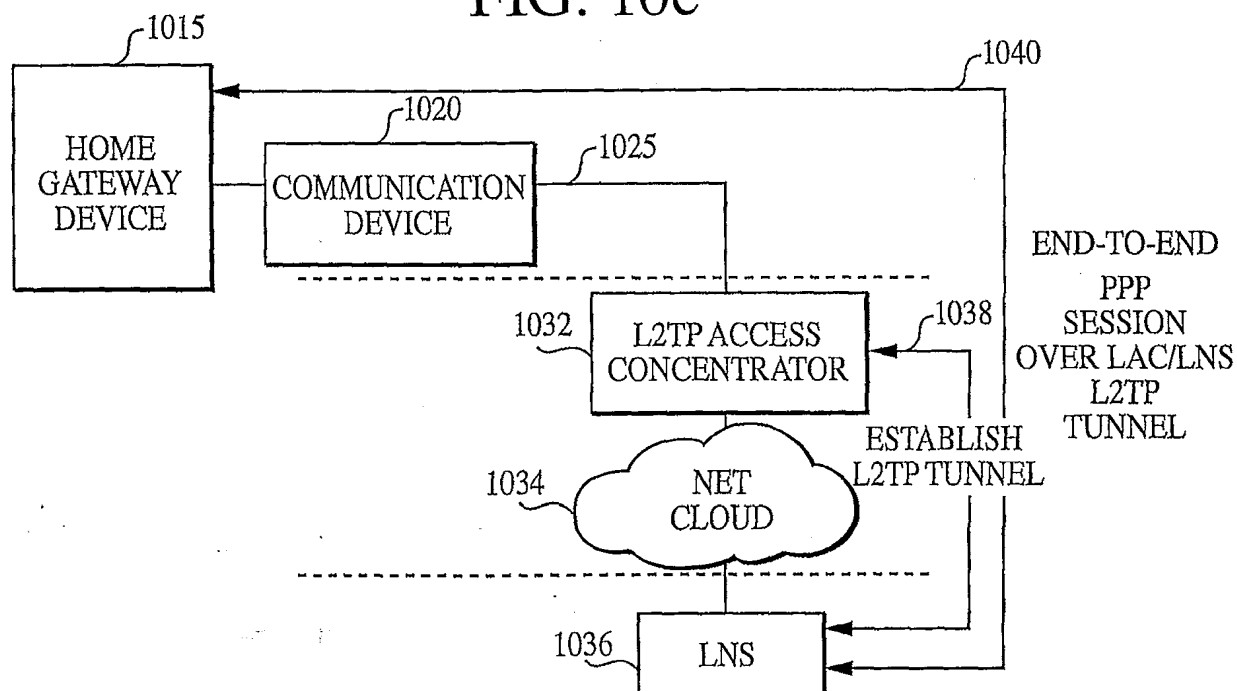 FIG. 10c
1015
1040
1020
HOME
GATEWAY
DEVICE
COMMUNICATION
DEVICE
1025
END-TO-END
PPP
SESSION
OVER LAC/LNS
L2TP
TUNNEL
1032
L2TP ACCESS
CONCENTRATOR
1038
ESTABLISH
L2TP TUNNEL
1034
NET
CLOUD
1036
LNS